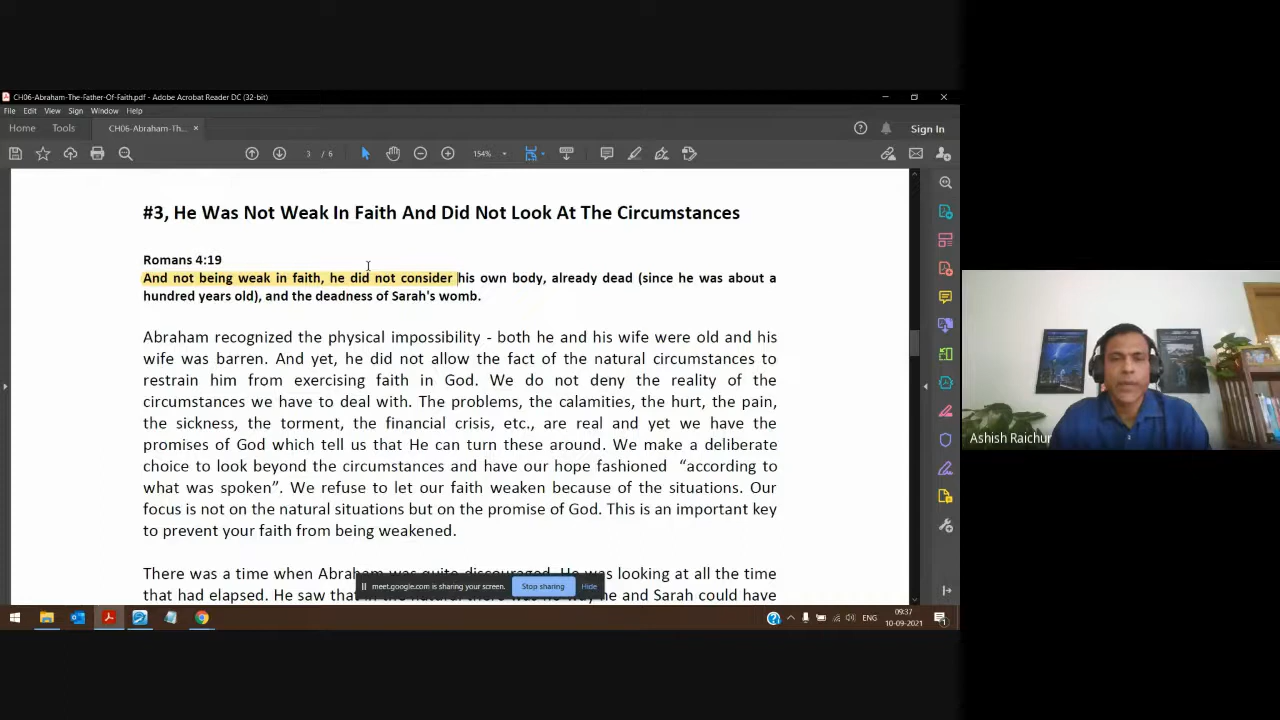 CH06-Abraham-The-Father-Of-Faith.pdf - Adobe Acrobat Reader DC (32-bit)
File Edit View Sign Window Help
Home Tools CH06-Abraham-Th... × Sign In
3 / 6 154%
#3, He Was Not Weak In Faith And Did Not Look At The Circumstances
Romans 4:19
And not being weak in faith, he did not consider his own body, already dead (since he was about a
hundred years old), and the deadness of Sarah's womb.
Abraham recognized the physical impossibility - both he and his wife were old and his
wife was barren. And yet, he did not allow the fact of the natural circumstances to
restrain him from exercising faith in God. We do not deny the reality of the
circumstances we have to deal with. The problems, the calamities, the hurt, the pain,
the sickness, the torment, the financial crisis, etc., are real and yet we have the
promises of God which tell us that He can turn these around. We make a deliberate
choice to look beyond the circumstances and have our hope fashioned “according to
what was spoken”. We refuse to let our faith weaken because of the situations. Our
focus is not on the natural situations but on the promise of God. This is an important key
to prevent your faith from being weakened.
There was a time when Abraham was quite discouraged. He was looking at all the time
that had elapsed. He saw that in the natural there was no way he and Sarah could have
meet.google.com is sharing your screen. Stop sharing Hide
Ashish Raichur
ENG
09:37
10-09-2021